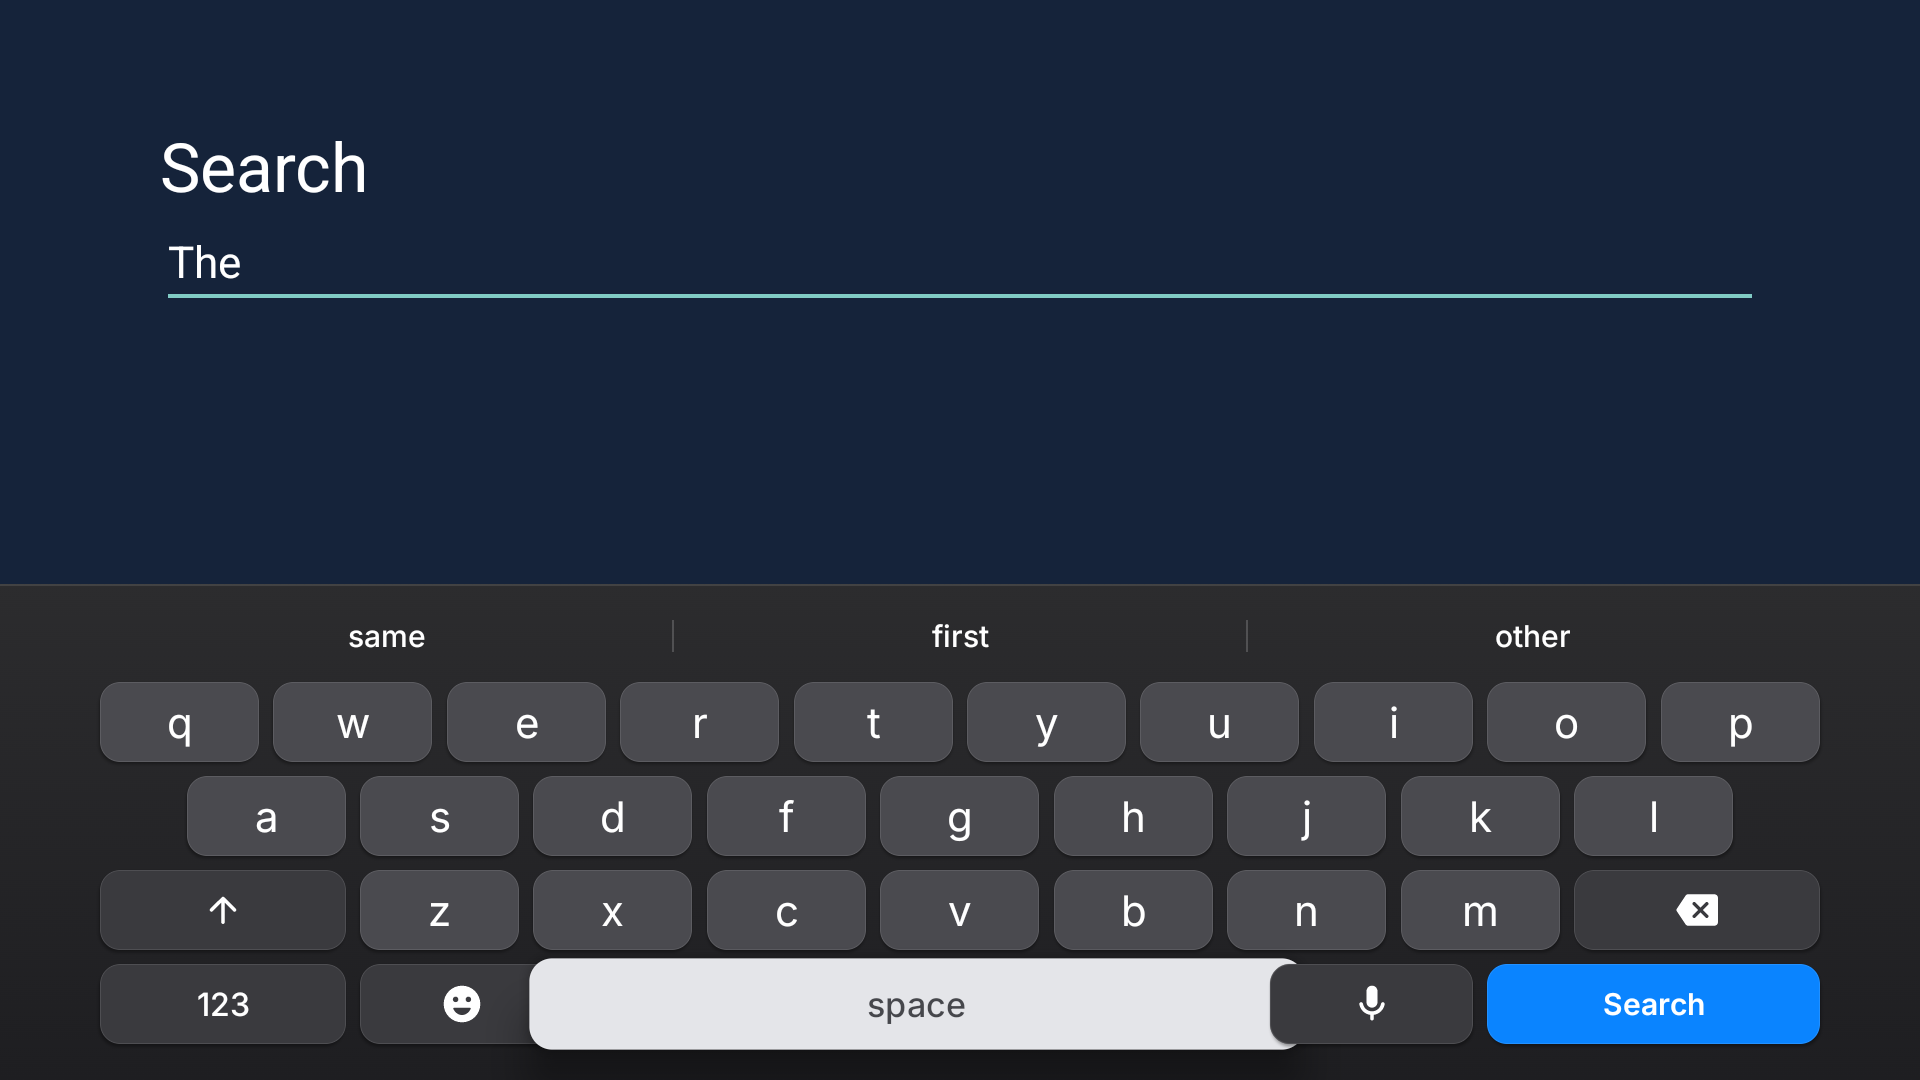 Search
The
same first other
q w e r t y u i o p
a s d f g h j k l
z x c v b n m
123 space Search